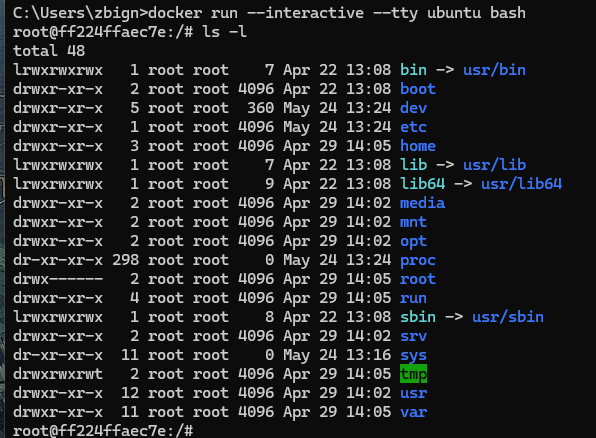 C:\Users\zbign>docker run --interactive --tty ubuntu bash
root@ff224ffaec7e:/# ls -l
total 48
lrwxrwxrwx   1 root root    7 Apr 22 13:08 bin -> usr/bin
drwxr-xr-x   2 root root 4096 Apr 22 13:08 boot
drwxr-xr-x   5 root root  360 May 24 13:24 dev
drwxr-xr-x   1 root root 4096 May 24 13:24 etc
drwxr-xr-x   3 root root 4096 Apr 29 14:05 home
lrwxrwxrwx   1 root root    7 Apr 22 13:08 lib -> usr/lib
lrwxrwxrwx   1 root root    9 Apr 22 13:08 lib64 -> usr/lib64
drwxr-xr-x   2 root root 4096 Apr 29 14:02 media
drwxr-xr-x   2 root root 4096 Apr 29 14:02 mnt
drwxr-xr-x   2 root root 4096 Apr 29 14:02 opt
dr-xr-xr-x 298 root root    0 May 24 13:24 proc
drwx------   2 root root 4096 Apr 29 14:05 root
drwxr-xr-x   4 root root 4096 Apr 29 14:05 run
lrwxrwxrwx   1 root root    8 Apr 22 13:08 sbin -> usr/sbin
drwxr-xr-x   2 root root 4096 Apr 29 14:02 srv
dr-xr-xr-x  11 root root    0 May 24 13:16 sys
drwxrwxrwt   2 root root 4096 Apr 29 14:05 tmp
drwxr-xr-x  12 root root 4096 Apr 29 14:02 usr
drwxr-xr-x  11 root root 4096 Apr 29 14:05 var
root@ff224ffaec7e:/#